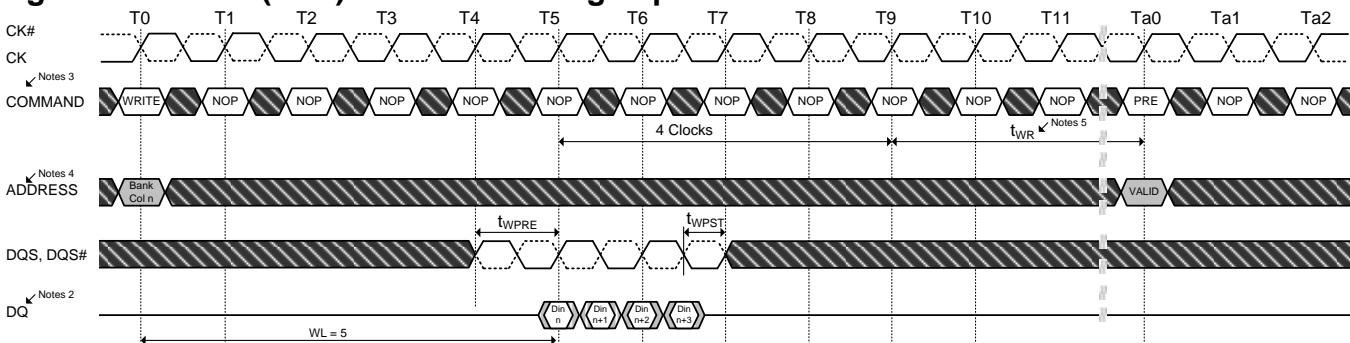 T0 T1 T2 T3 T4 T5 T6 T7 T8 T9 T10 T11 Ta0 Ta1 Ta2
CK#
CK
Notes 3
COMMAND WRITE NOP NOP NOP NOP NOP NOP NOP NOP NOP NOP NOP PRE NOP NOP
4 Clocks tWR Notes 5
Notes 4
ADDRESS Bank Col n VALID
tWPRE tWPST
DQS, DQS#
Notes 2
DQ Din n Din n+1 Din n+2 Din n+3
WL = 5